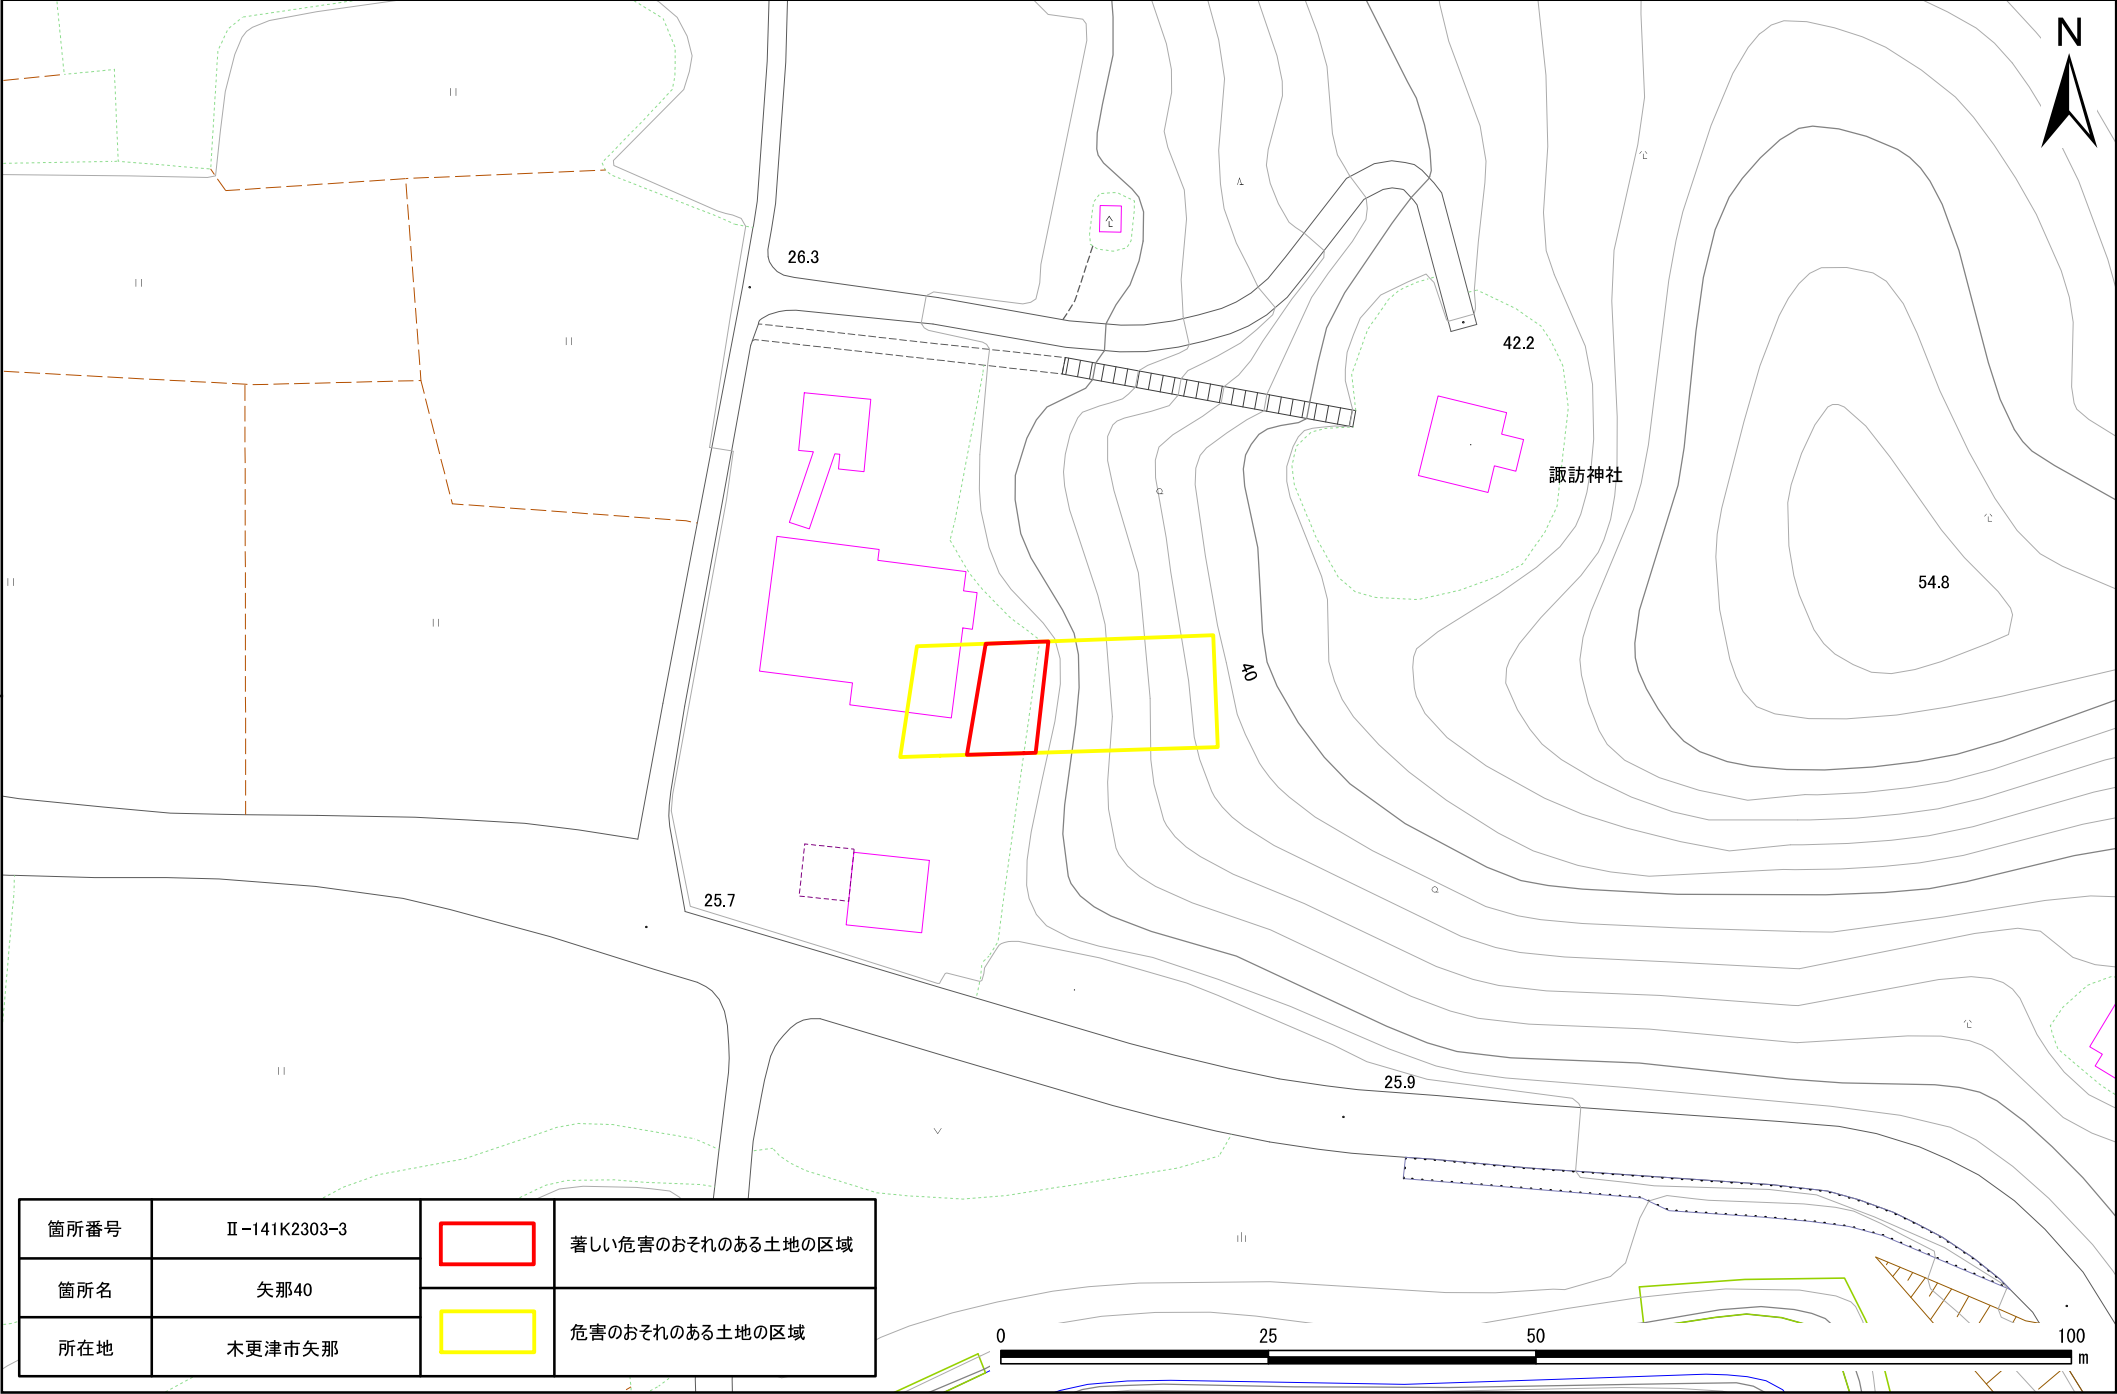 N
26.3
42.2
諏訪神社
54.8
40
25.7
25.9
箇所番号 Ⅱ-141K2303-3
著しい危害のおそれのある土地の区域
箇所名 矢那40
危害のおそれのある土地の区域
所在地 木更津市矢那
0 25 50 100
m